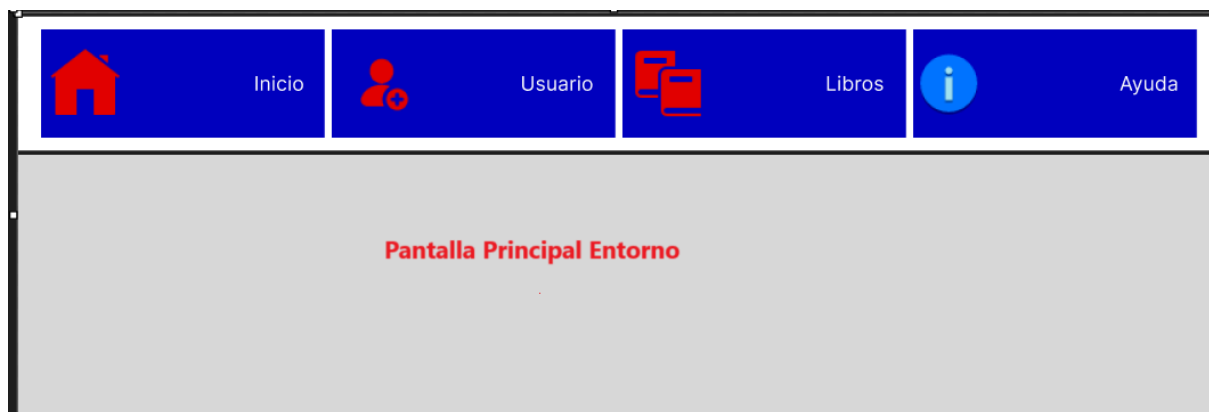 Inicio
Usuario
Libros
Ayuda
Pantalla Principal Entorno